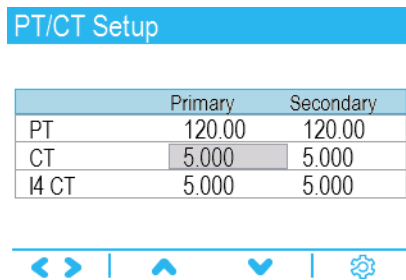 PT/CT Setup
Primary Secondary
PT 120.00 120.00
CT 5.000 5.000
I4 CT 5.000 5.000